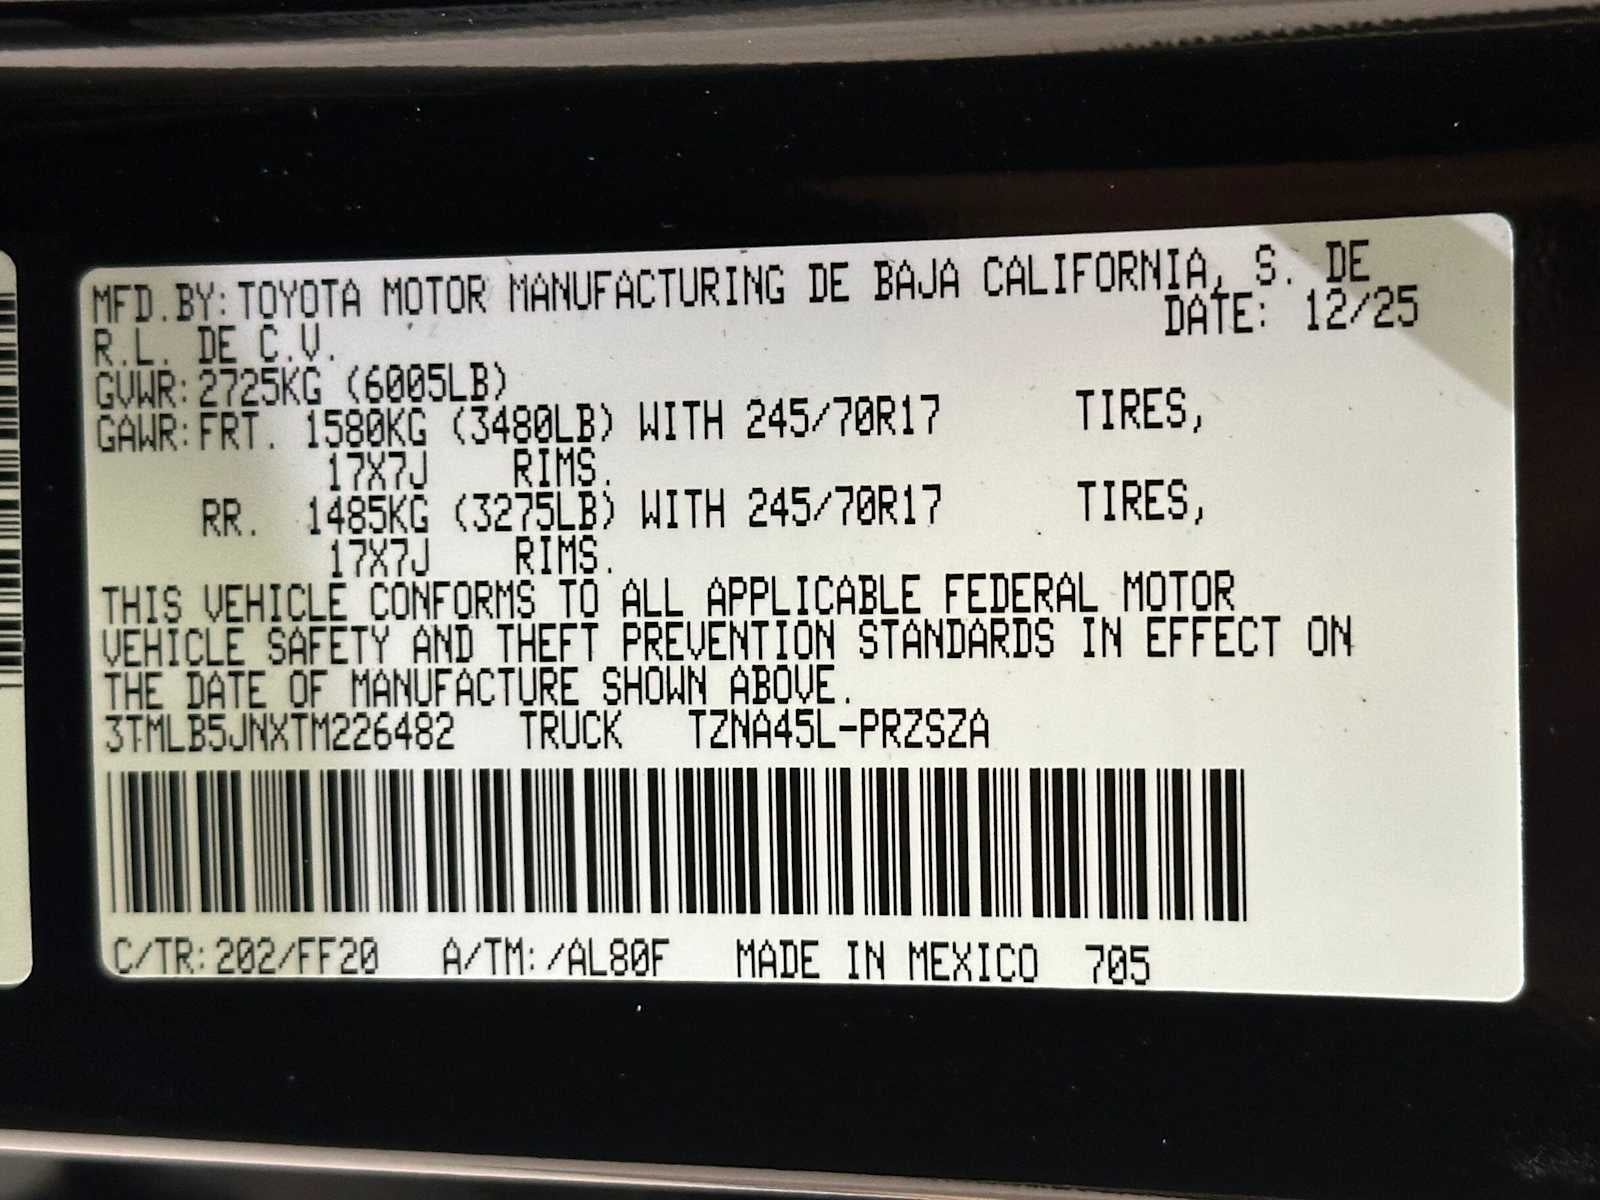 MFD.BY:TOYOTA MOTOR MANUFACTURING DE BAJA CALIFORNIA, S. DE
R.L. DE C.V. DATE: 12/25
GVWR:2725KG (6005LB)
GAWR:FRT. 1580KG (3480LB) WITH 245/70R17 TIRES,
17X7J RIMS.
RR. 1485KG (3275LB) WITH 245/70R17 TIRES,
17X7J RIMS.
THIS VEHICLE CONFORMS TO ALL APPLICABLE FEDERAL MOTOR
VEHICLE SAFETY AND THEFT PREVENTION STANDARDS IN EFFECT ON
THE DATE OF MANUFACTURE SHOWN ABOVE.
3TMLB5JNXTM226482 TRUCK TZNA45L-PRZSZA
C/TR:202/FF20 A/TM:/AL80F MADE IN MEXICO 705